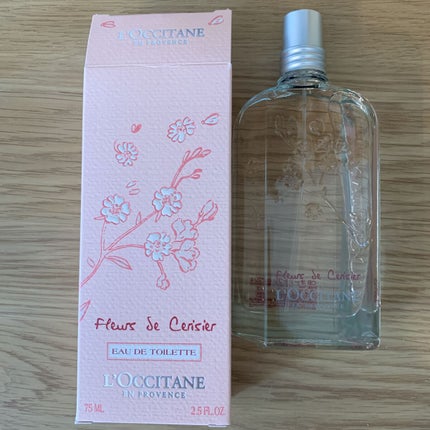 L'OCCITANE
EN PROVENCE
Fleurs de Cerisier
EAU DE TOILETTE
L'OCCITANE
EN PROVENCE
75 ML 2.5 FL.OZ
Fleurs de Cerisier
L'OCCITANE